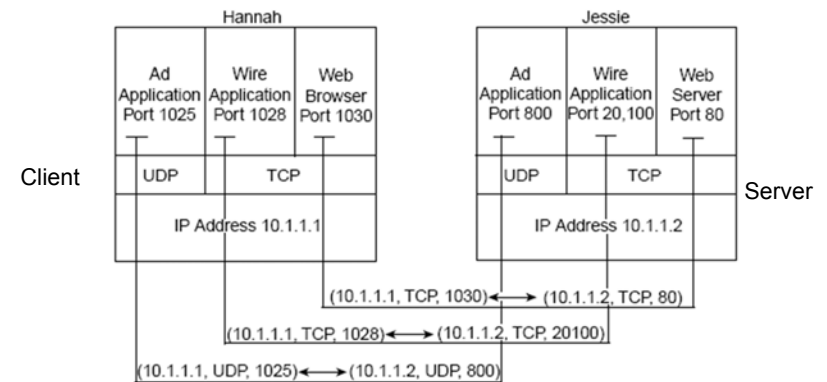 Hannah
Jessie
Ad
Application
Port 1025
Wire
Application
Port 1028
Web
Browser
Port 1030
Ad
Application
Port 800
Wire
Application
Port 20,100
Web
Server
Port 80
Client
UDP
TCP
UDP
TCP
Server
IP Address 10.1.1.1
IP Address 10.1.1.2
(10.1.1.1, TCP, 1030) (10.1.1.2, TCP, 80)
(10.1.1.1, TCP, 1028) (10.1.1.2, TCP, 20100)
(10.1.1.1, UDP, 1025) (10.1.1.2, UDP, 800)